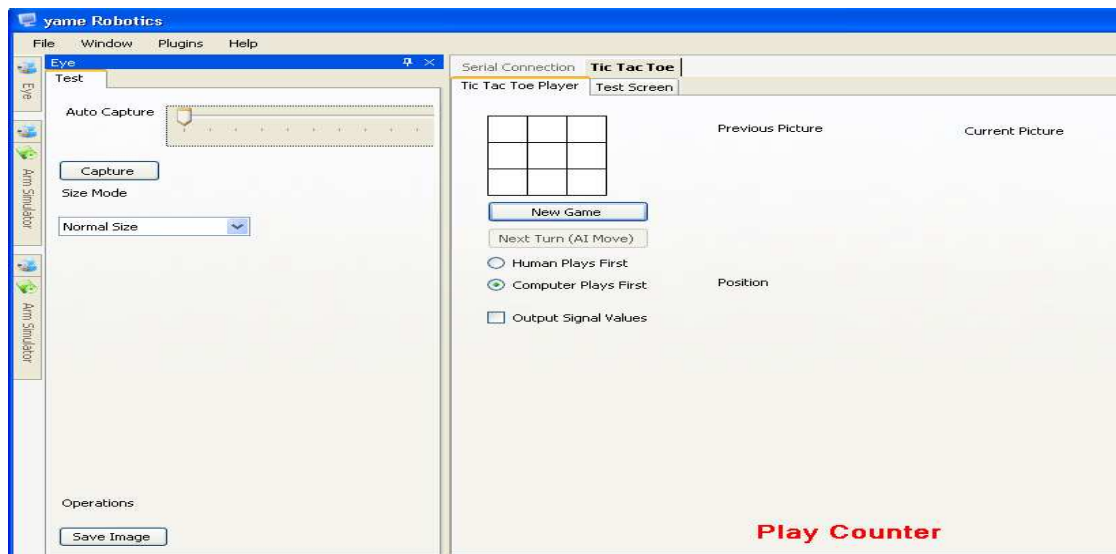 yame Robotics
File Window Plugins Help
Eye
Test
Eye
Arm Simulator
Arm Simulator
Auto Capture
Capture
Size Mode
Normal Size
Operations
Save Image
Serial Connection Tic Tac Toe
Tic Tac Toe Player Test Screen
New Game
Next Turn (AI Move)
Human Plays First
Computer Plays First
Output Signal Values
Previous Picture Current Picture
Position
Play Counter